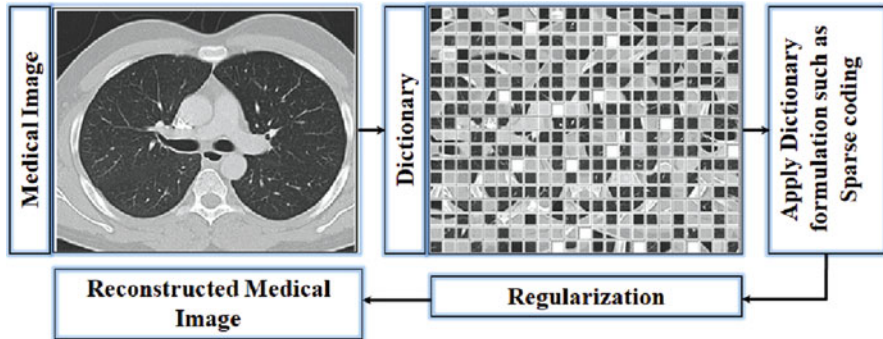 Medical Image
Dictionary
Apply Dictionary
formulation such as
Sparse coding
Regularization
Reconstructed Medical
Image